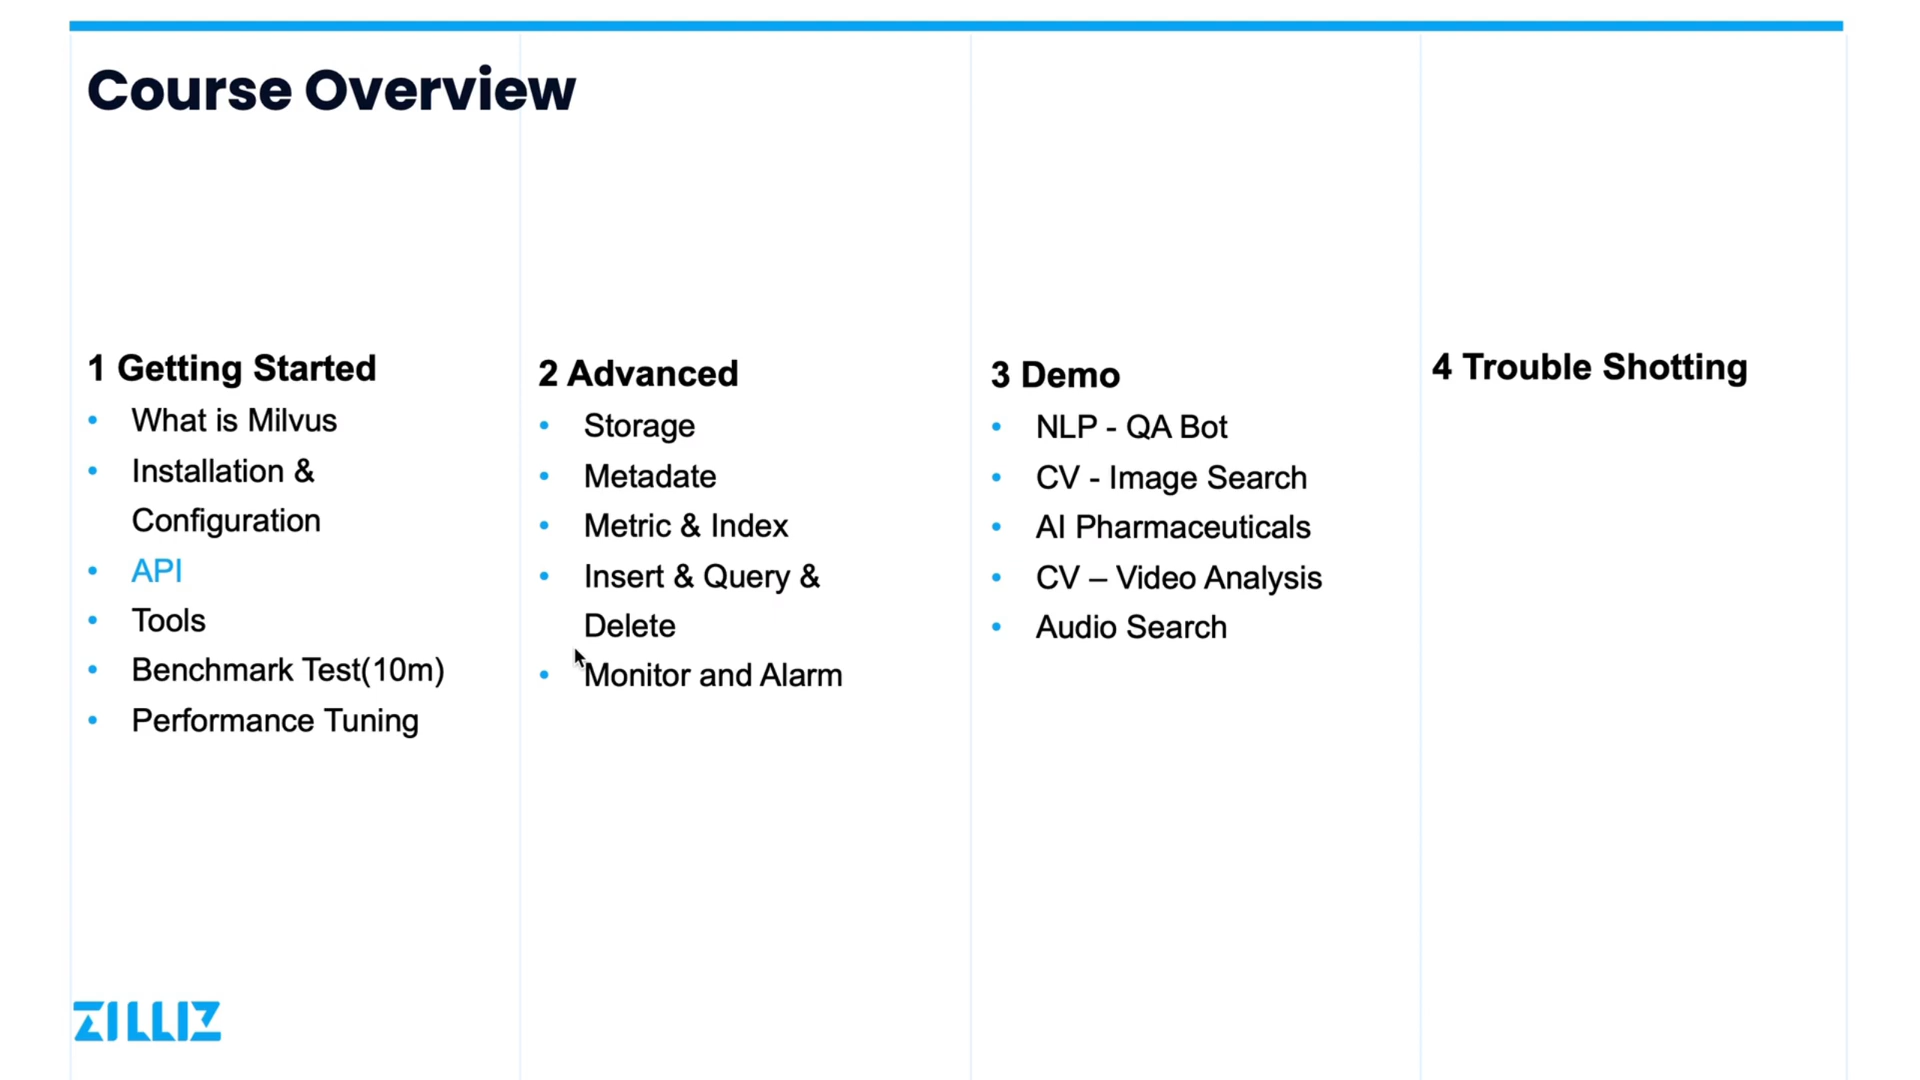 Course Overview
1 Getting Started
• What is Milvus
• Installation &
Configuration
• API
• Tools
• Benchmark Test(10m)
• Performance Tuning
2 Advanced
• Storage
• Metadate
• Metric & Index
• Insert & Query &
Delete
• Monitor and Alarm
3 Demo
• NLP - QA Bot
• CV - Image Search
• AI Pharmaceuticals
• CV – Video Analysis
• Audio Search
4 Trouble Shotting
ZILLIZ